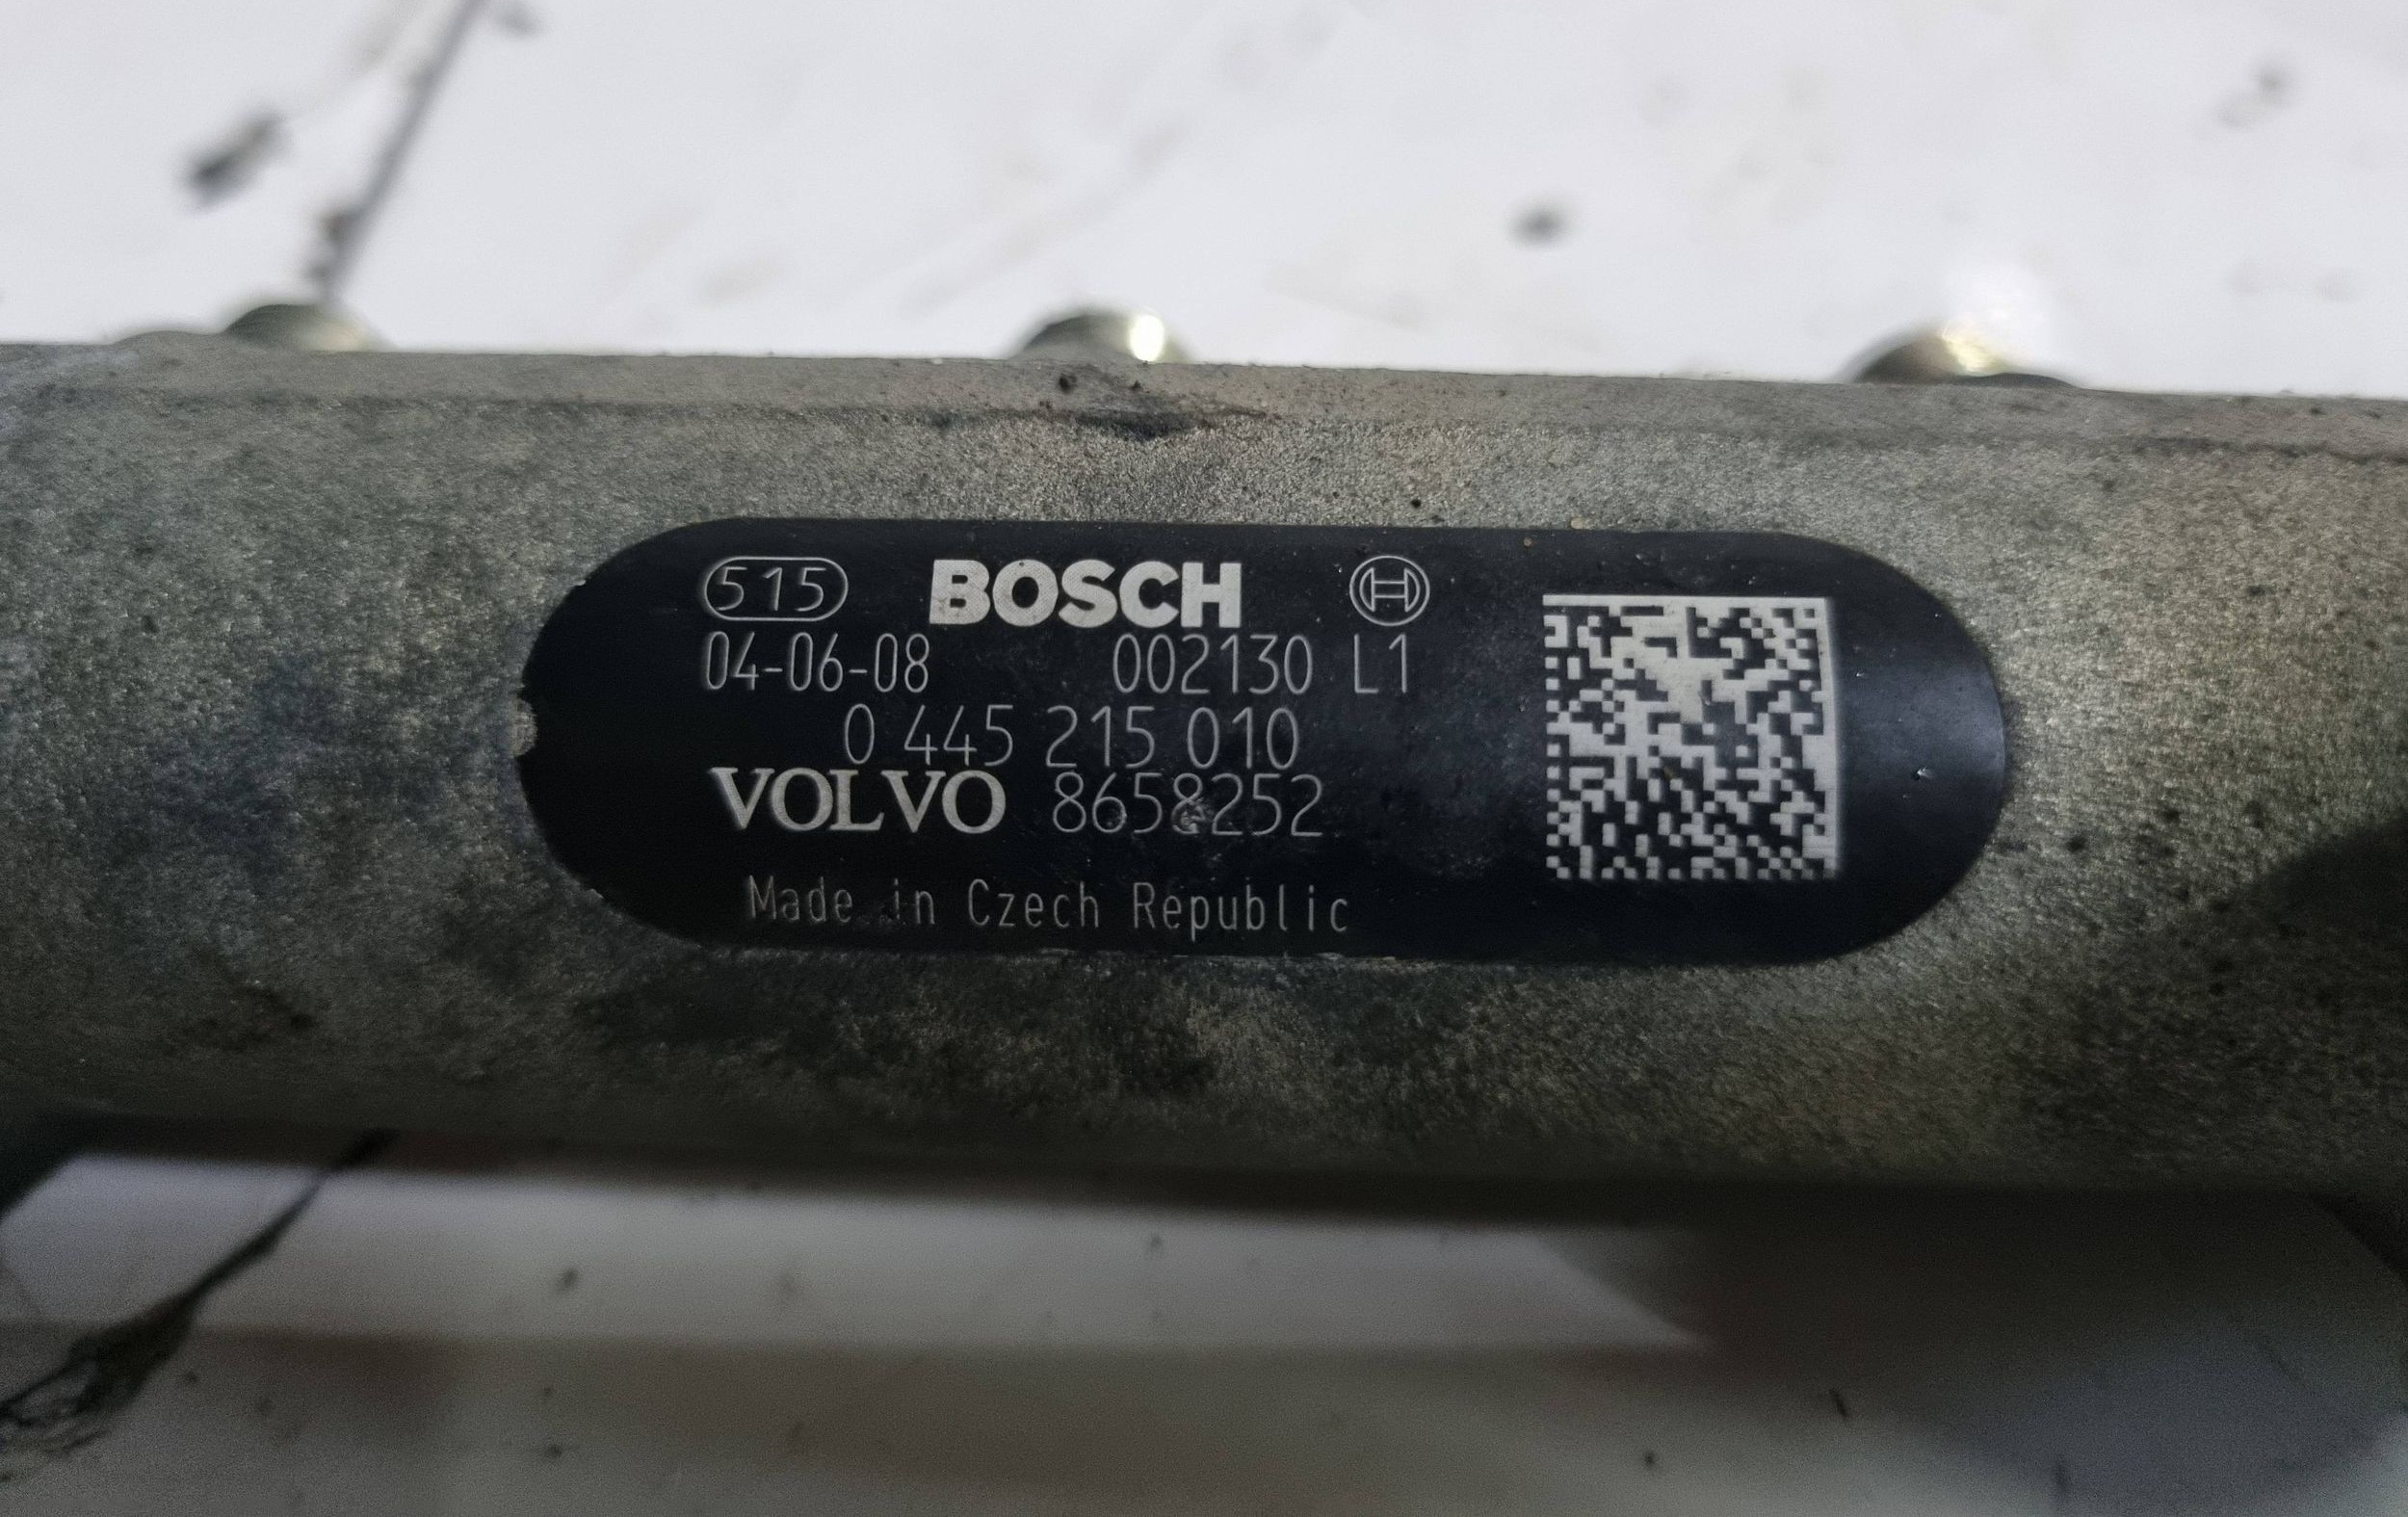 515 BOSCH
04-06-08 002130 L1
0 445 215 010
VOLVO 8658252
Made in Czech Republic